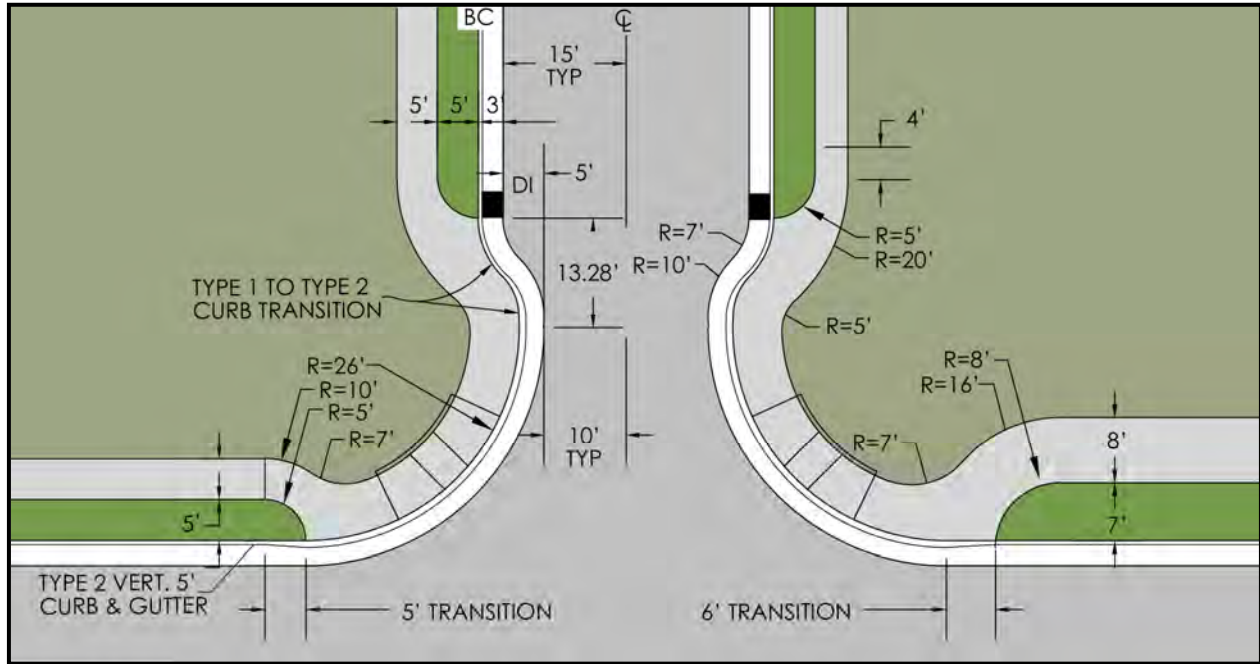 BC
℄
15'
TYP
5'
5'
3'
4'
DI
5'
R=7'
R=5'
R=10'
R=20'
13.28'
TYPE 1 TO TYPE 2
CURB TRANSITION
R=5'
R=26'
R=8'
R=10'
R=16'
R=5'
R=7'
10'
TYP
R=7'
8'
5'
7'
TYPE 2 VERT. 5'
CURB & GUTTER
5' TRANSITION
6' TRANSITION